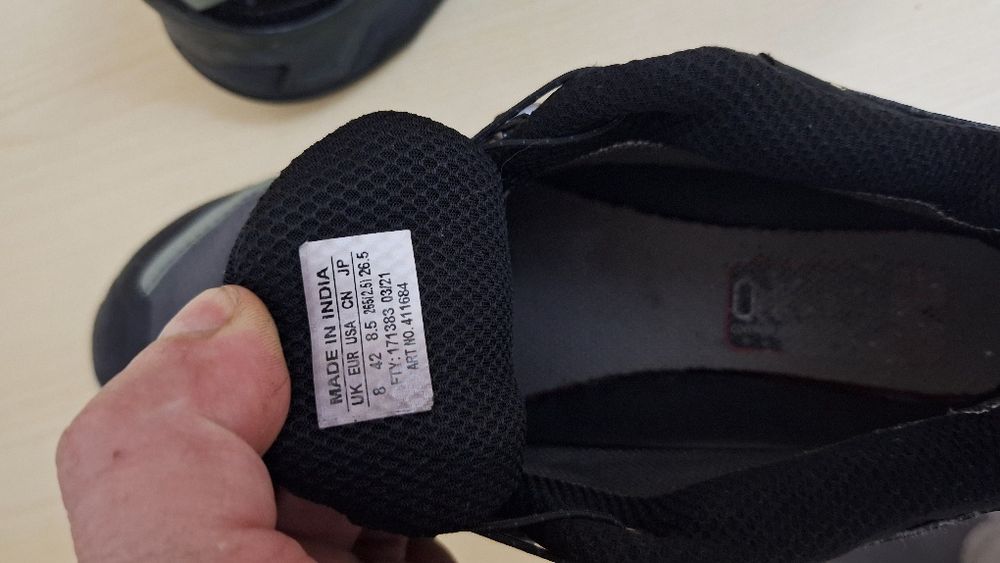 MADE IN INDIA
UK EUR USA CN JP
8 42 8.5 265(2.5) 26.5
FTY: 171383 03/21
ART NO. 411684